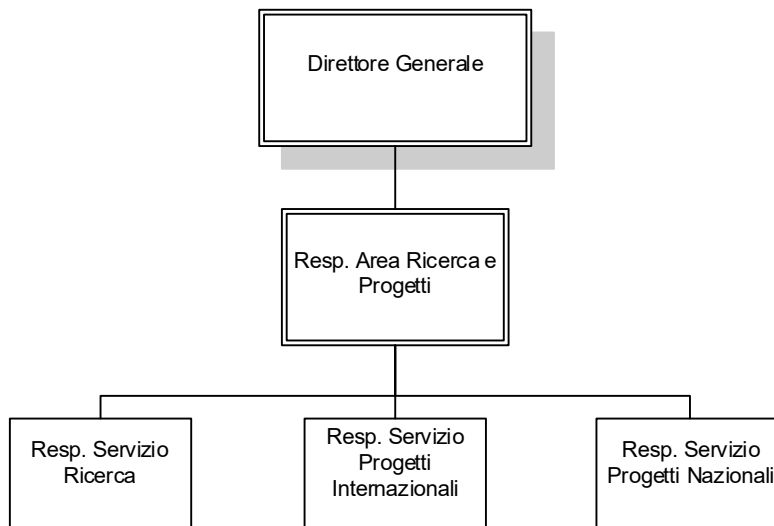 Direttore Generale
Resp. Area Ricerca e
Progetti
Resp. Servizio
Ricerca
Resp. Servizio
Progetti
Internazionali
Resp. Servizio
Progetti Nazionali